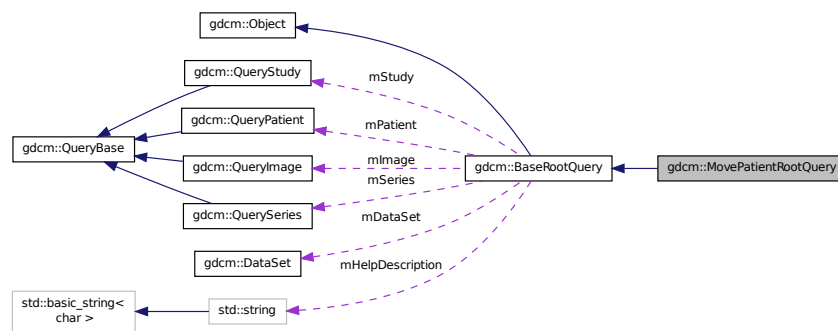 gdcm::Object
gdcm::QueryStudy
mStudy
gdcm::QueryPatient
mPatient
gdcm::QueryBase
gdcm::QueryImage
mImage
gdcm::BaseRootQuery
gdcm::MovePatientRootQuery
mSeries
gdcm::QuerySeries
mDataSet
gdcm::DataSet
mHelpDescription
std::basic_string<
char >
std::string